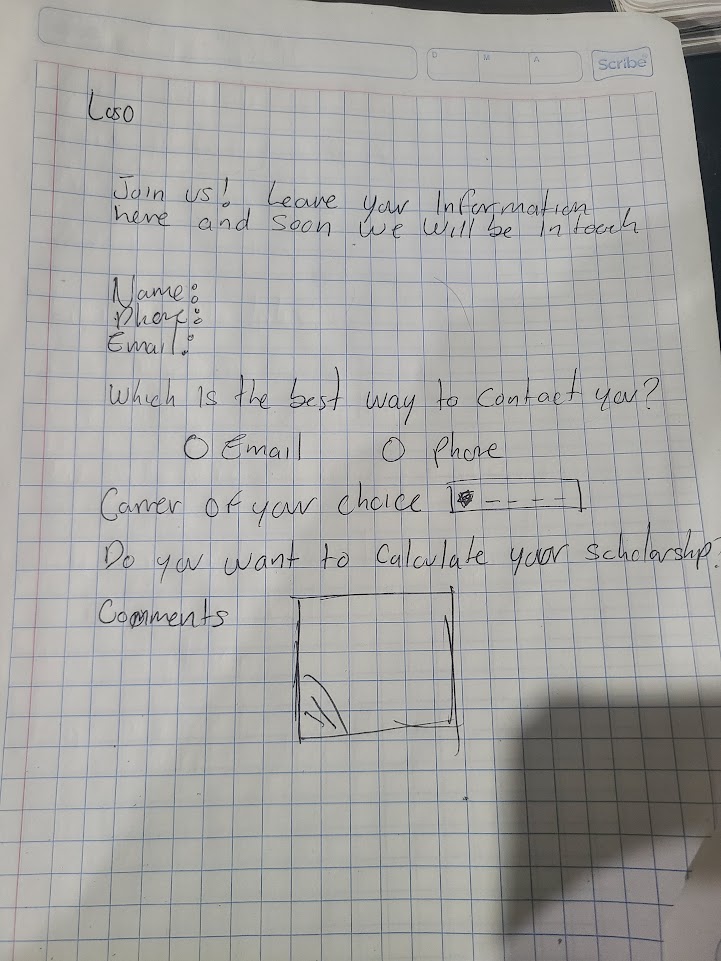 D M A Scribe
Loso
Join us! Leave your Information
here and Soon we will be in touch
Name:
Phone:
Email:
Which is the best way to contact you?
Email Phone
Carrer of your choice
Do you want to calculate your scholarship?
Comments